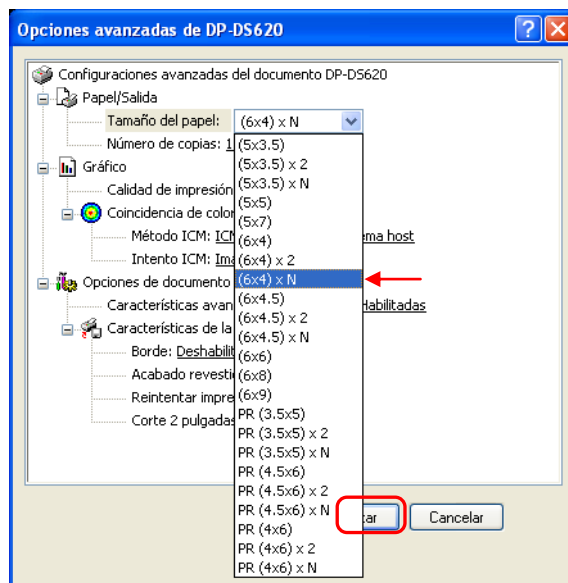 Opciones avanzadas de DP-DS620
Configuraciones avanzadas del documento DP-DS620
Papel/Salida
Tamaño del papel: (6x4) x N
Número de copias: 1
Gráfico
Calidad de impresión
Coincidencia de color
Método ICM: ema host
Intento ICM:
Opciones de documento
Características Habilitadas
Características de la
Borde:
Acabado
Reintentar
Corte 2 pulgadas
(5x3.5)
(5x3.5) x 2
(5x3.5) x N
(5x5)
(5x7)
(6x4)
(6x4) x 2
(6x4) x N
(6x4.5)
(6x4.5) x 2
(6x4.5) x N
(6x6)
(6x8)
(6x9)
PR (3.5x5)
PR (3.5x5) x 2
PR (3.5x5) x N
PR (4.5x6)
PR (4.5x6) x 2
PR (4.5x6) x N
PR (4x6)
PR (4x6) x 2
PR (4x6) x N
tar
Cancelar